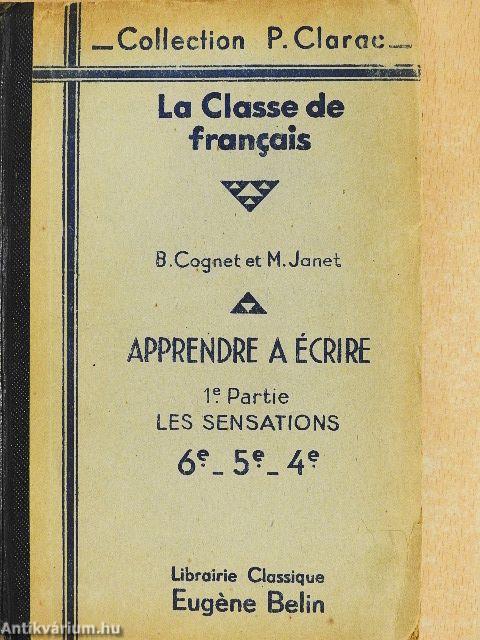 Collection P. Clarac
La Classe de
français
B. Cognet et M. Janet
APPRENDRE A ÉCRIRE
1e. Partie
LES SENSATIONS
6e. - 5e. - 4e.
Librairie Classique
Eugène Belin
Antikvárium.hu